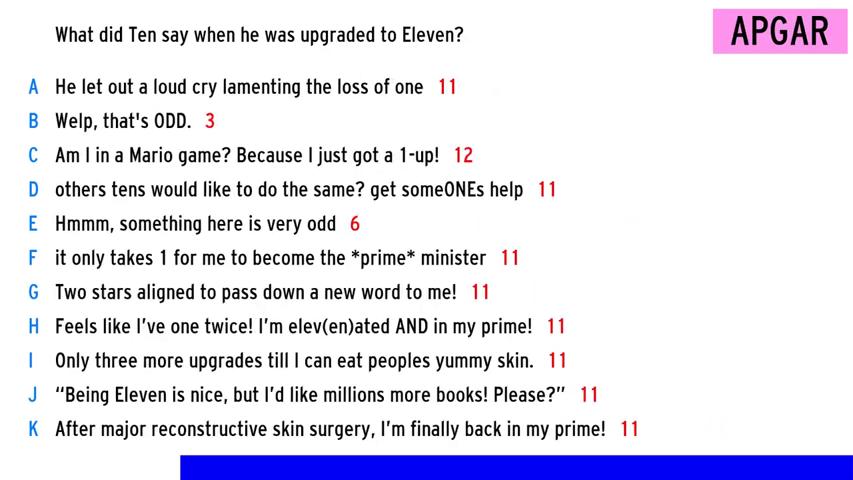 What did Ten say when he was upgraded to Eleven?
APGAR
A He let out a loud cry lamenting the loss of one 11
B Welp, that's ODD. 3
C Am I in a Mario game? Because I just got a 1-up! 12
D others tens would like to do the same? get someONEs help 11
E Hmmm, something here is very odd 6
F it only takes 1 for me to become the *prime* minister 11
G Two stars aligned to pass down a new word to me! 11
H Feels like I've one twice! I'm elev(en)ated AND in my prime! 11
I Only three more upgrades till I can eat peoples yummy skin. 11
J “Being Eleven is nice, but I'd like millions more books! Please?” 11
K After major reconstructive skin surgery, I'm finally back in my prime! 11